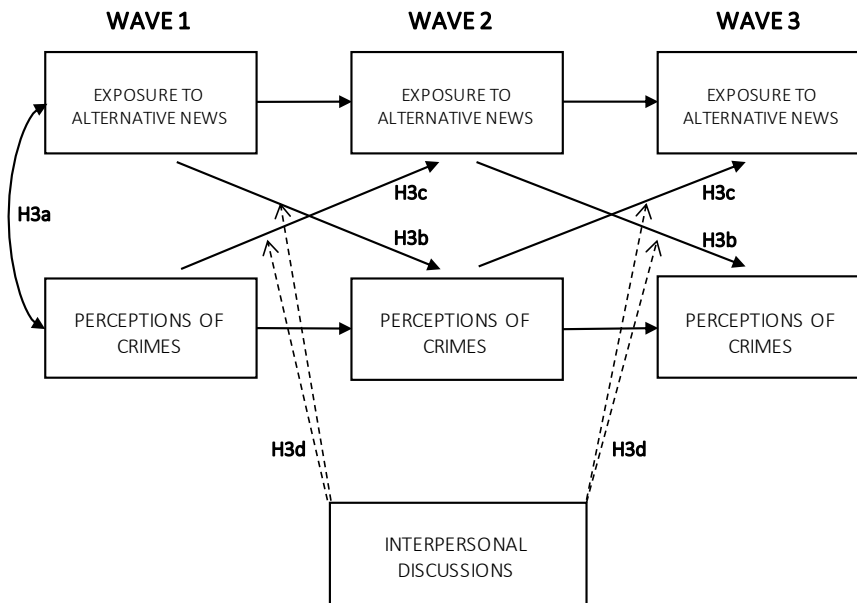 WAVE 1
WAVE 2
WAVE 3
EXPOSURE TO
ALTERNATIVE NEWS
EXPOSURE TO
ALTERNATIVE NEWS
EXPOSURE TO
ALTERNATIVE NEWS
H3a
H3c
H3b
H3c
H3b
PERCEPTIONS OF
CRIMES
PERCEPTIONS OF
CRIMES
PERCEPTIONS OF
CRIMES
H3d
H3d
INTERPERSONAL
DISCUSSIONS